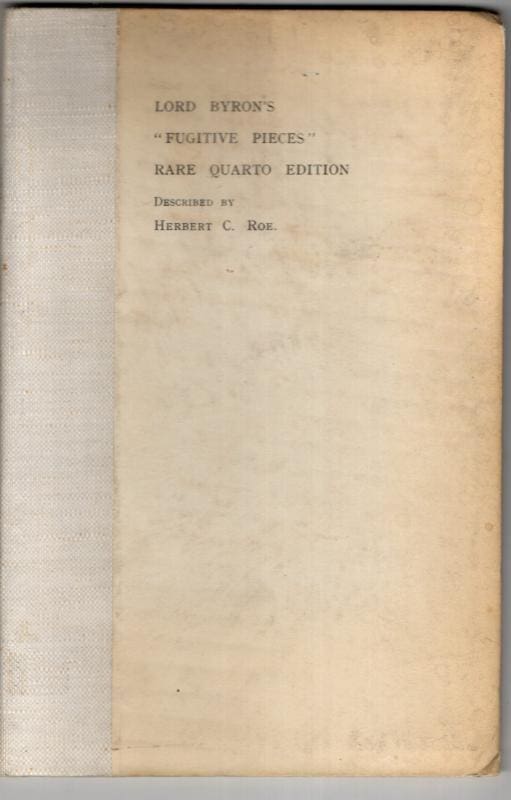 LORD BYRON'S
"FUGITIVE PIECES"
RARE QUARTO EDITION
DESCRIBED BY
HERBERT C. ROE.